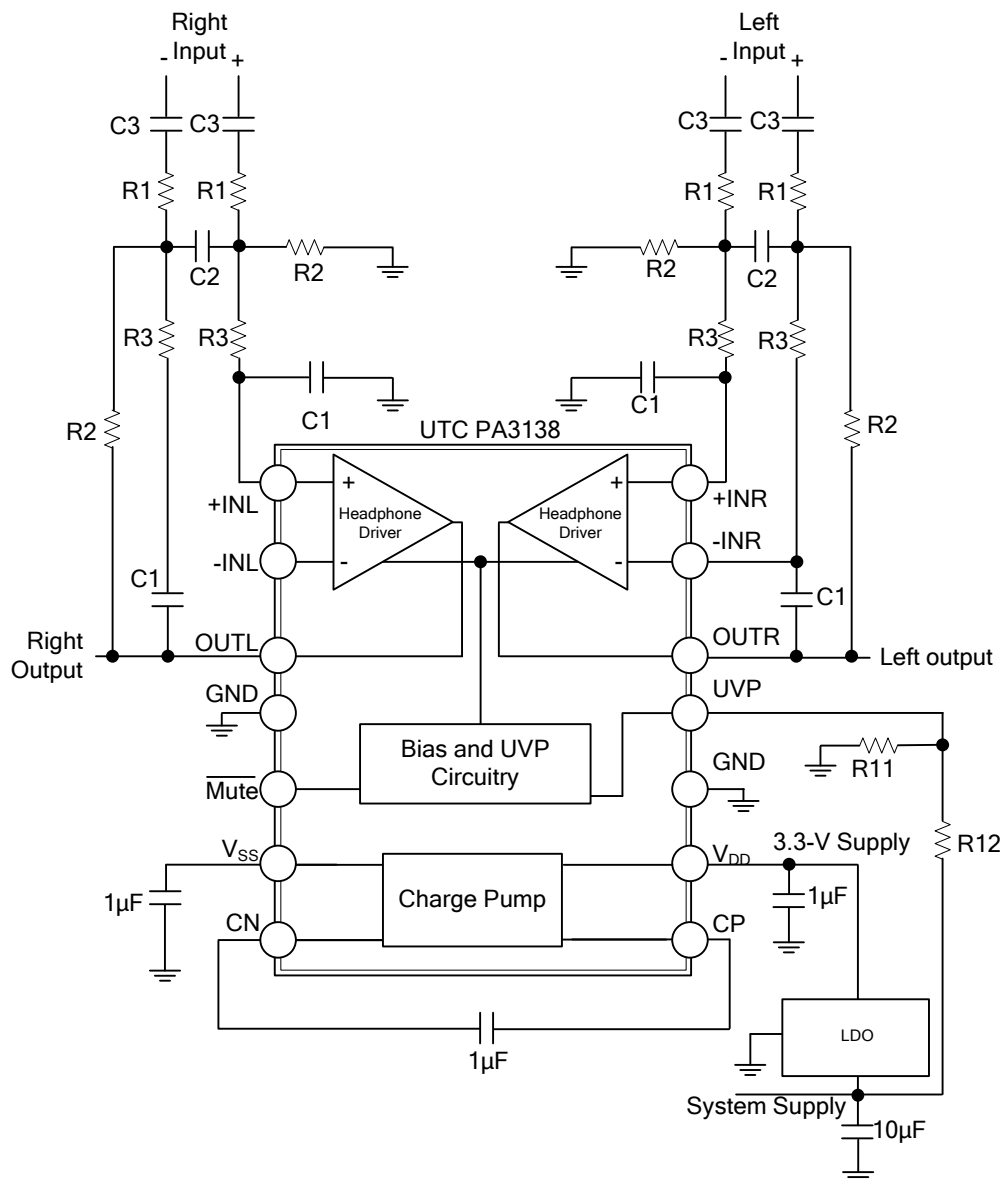 Right
Input
- +
Left
Input
- +
C3 C3
C3 C3
R1 R1
R1 R1
C2 R2
R2 C2
R3 R3
R3 R3
C1
C1
R2
R2
UTC PA3138
+INL
+
Headphone
Driver
-
+
Headphone
Driver
-
+INR
-INL
-INR
C1
C1
Right
Output
OUTL
OUTR
Left output
GND
UVP
Bias and UVP
Circuitry
R11
GND
Mute
R12
VSS
VDD
3.3-V Supply
1µF
1µF
Charge Pump
CN
CP
1µF
LDO
System Supply
10µF